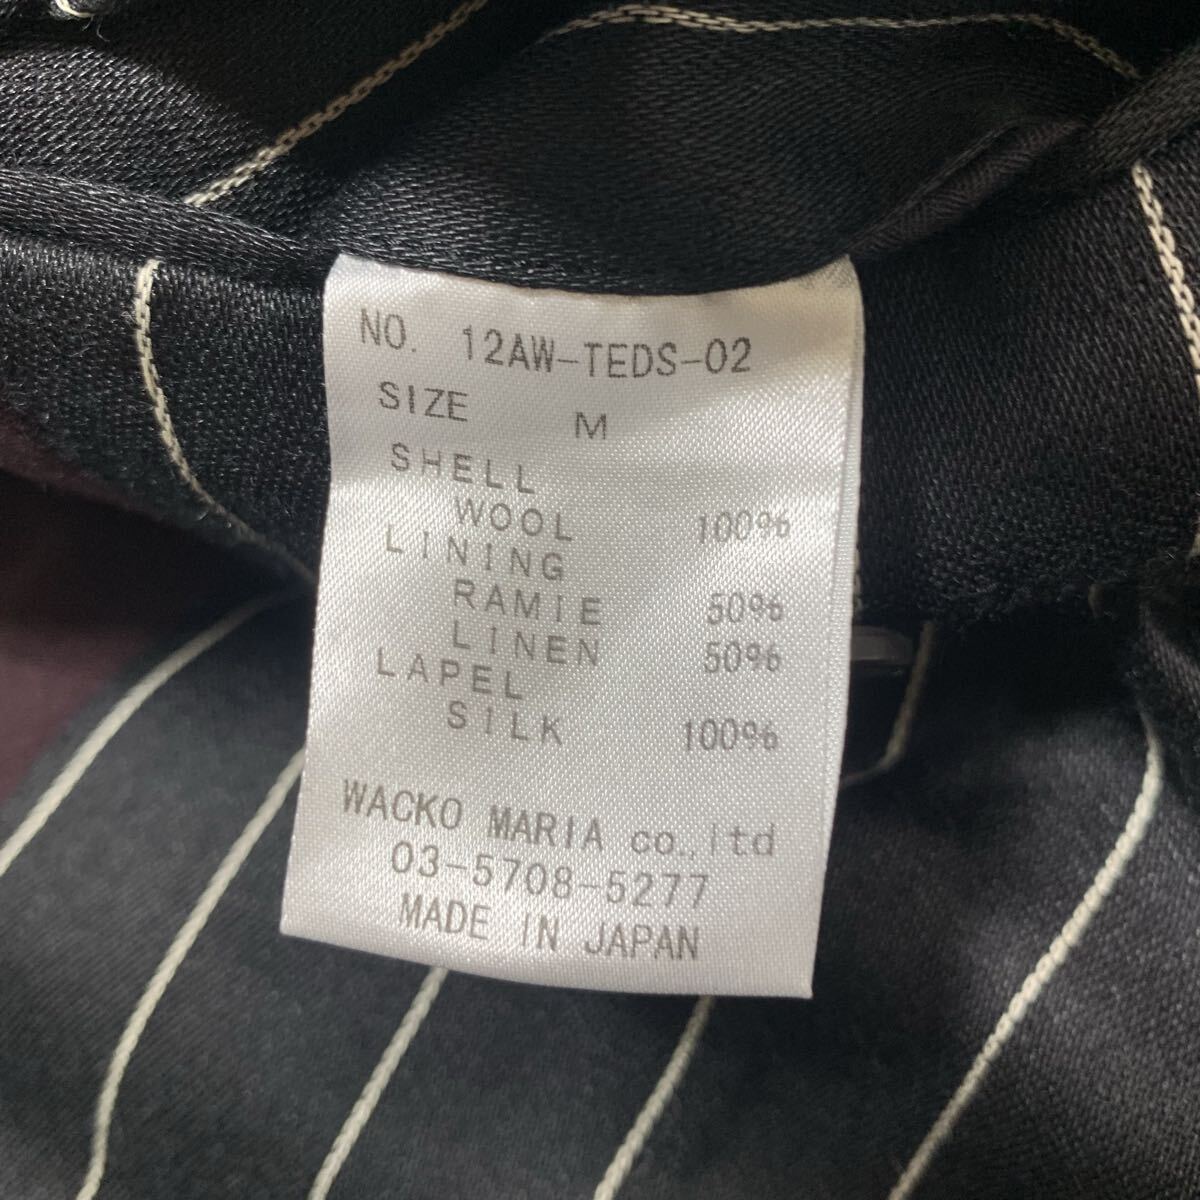 NO. 12AW-TEDS-02
SIZE M
SHELL
WOOL 100%
LINING
RAMIE 50%
LINEN 50%
LAPEL
SILK 100%
WACKO MARIA co.,ltd
03-5708-5277
MADE IN JAPAN